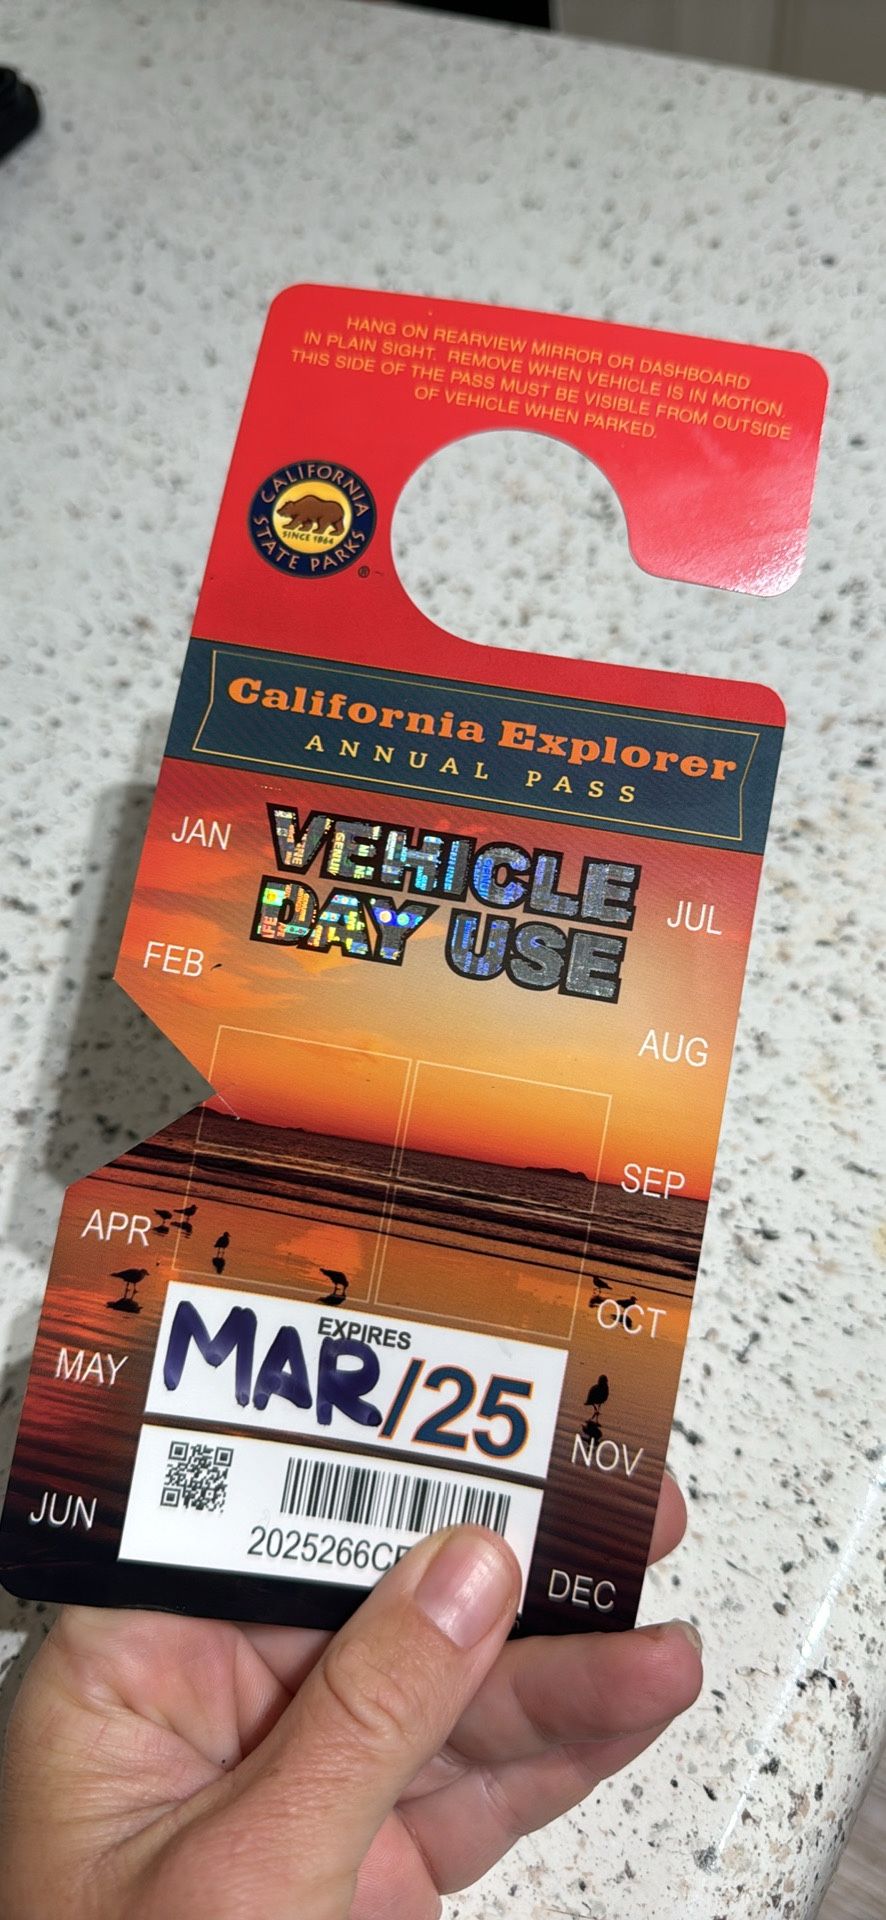 HANG ON REARVIEW MIRROR OR DASHBOARD
IN PLAIN SIGHT. REMOVE WHEN VEHICLE IS IN MOTION.
THIS SIDE OF THE PASS MUST BE VISIBLE FROM OUTSIDE
OF VEHICLE WHEN PARKED.
CALIFORNIA
SINCE 1864
STATE PARKS
®
California Explorer
ANNUAL PASS
VEHICLE
DAY USE
JAN
FEB
APR
MAY
JUN
JUL
AUG
SEP
OCT
NOV
DEC
EXPIRES
MAR/25
2025266C